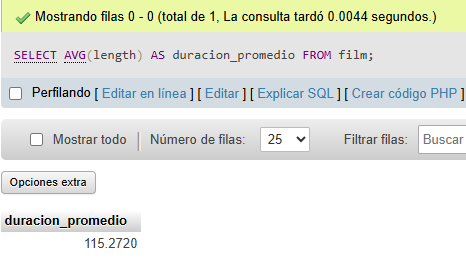 Mostrando filas 0 - 0 (total de 1, La consulta tardó 0.0044 segundos.)
SELECT AVG(length) AS duracion_promedio FROM film;
Perfilando [ Editar en línea ] [ Editar ] [ Explicar SQL ] [ Crear código PHP ]
Mostrar todo Número de filas: 25 Filtrar filas: Buscar
Opciones extra
duracion_promedio
115.2720